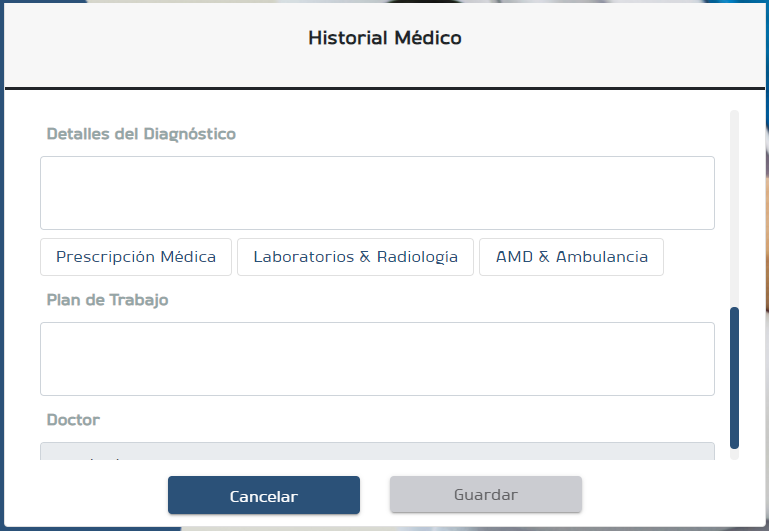 Historial Médico
Detalles del Diagnóstico
Prescripción Médica Laboratorios & Radiología AMD & Ambulancia
Plan de Trabajo
Doctor
Cancelar Guardar